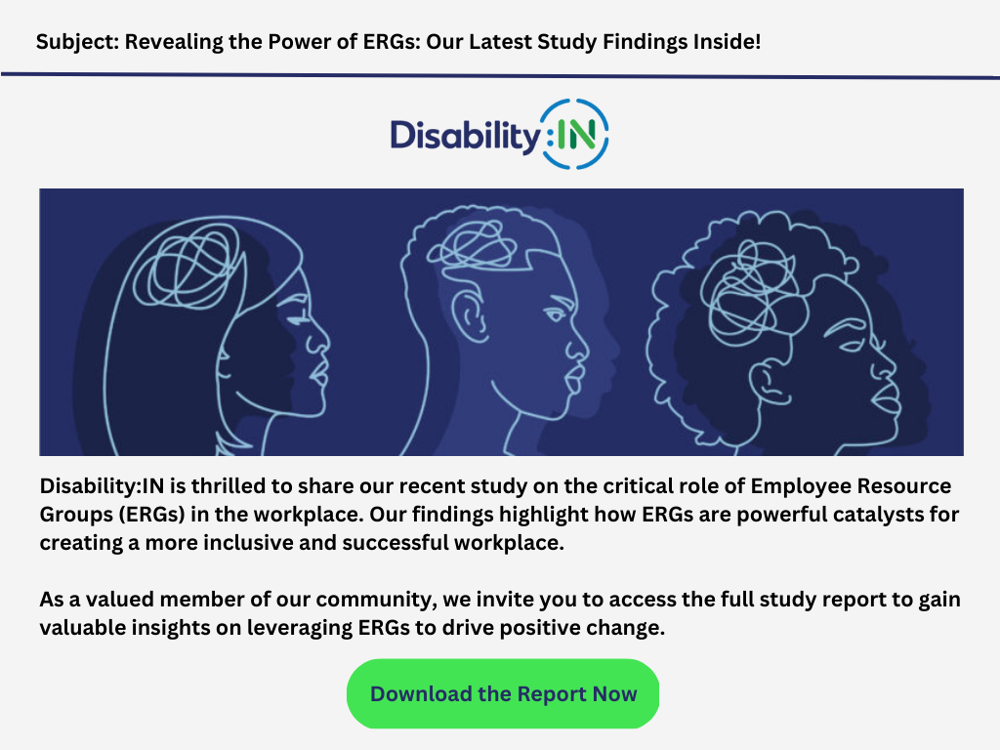 Subject: Revealing the Power of ERGs: Our Latest Study Findings Inside!
Disability:IN
Disability:IN is thrilled to share our recent study on the critical role of Employee Resource
Groups (ERGs) in the workplace. Our findings highlight how ERGs are powerful catalysts for
creating a more inclusive and successful workplace.
As a valued member of our community, we invite you to access the full study report to gain
valuable insights on leveraging ERGs to drive positive change.
Download the Report Now